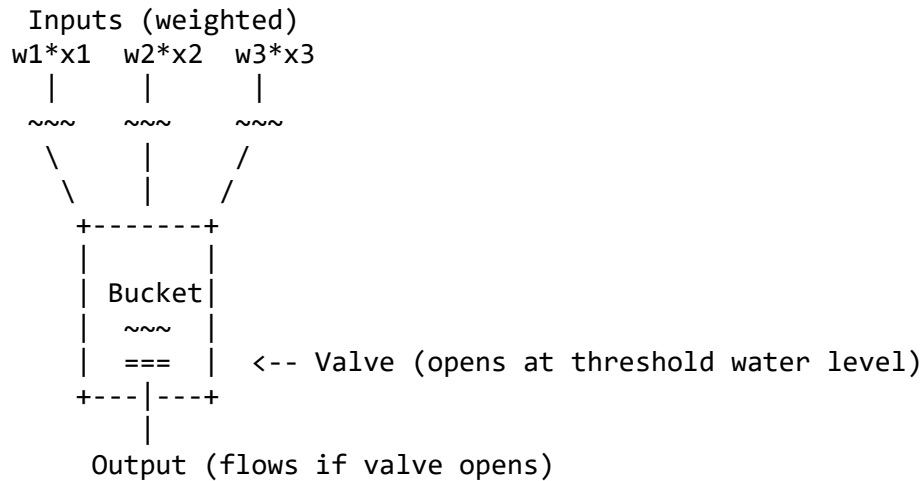 Inputs (weighted)
w1*x1 w2*x2 w3*x3
Bucket
<-- Valve (opens at threshold water level)
Output (flows if valve opens)